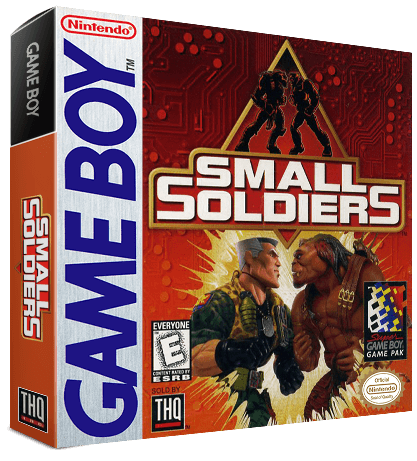 GAME BOY
SMALL
SOLDIERS
THQ
Nintendo
GAME BOY
TM
SMALL
SOLDIERS
EVERYONE
E
CONTENT RATED BY
ESRB
SOLD BY
THQ
Super
GAME BOY
GAME PAK
Official
Nintendo
Seal of Quality